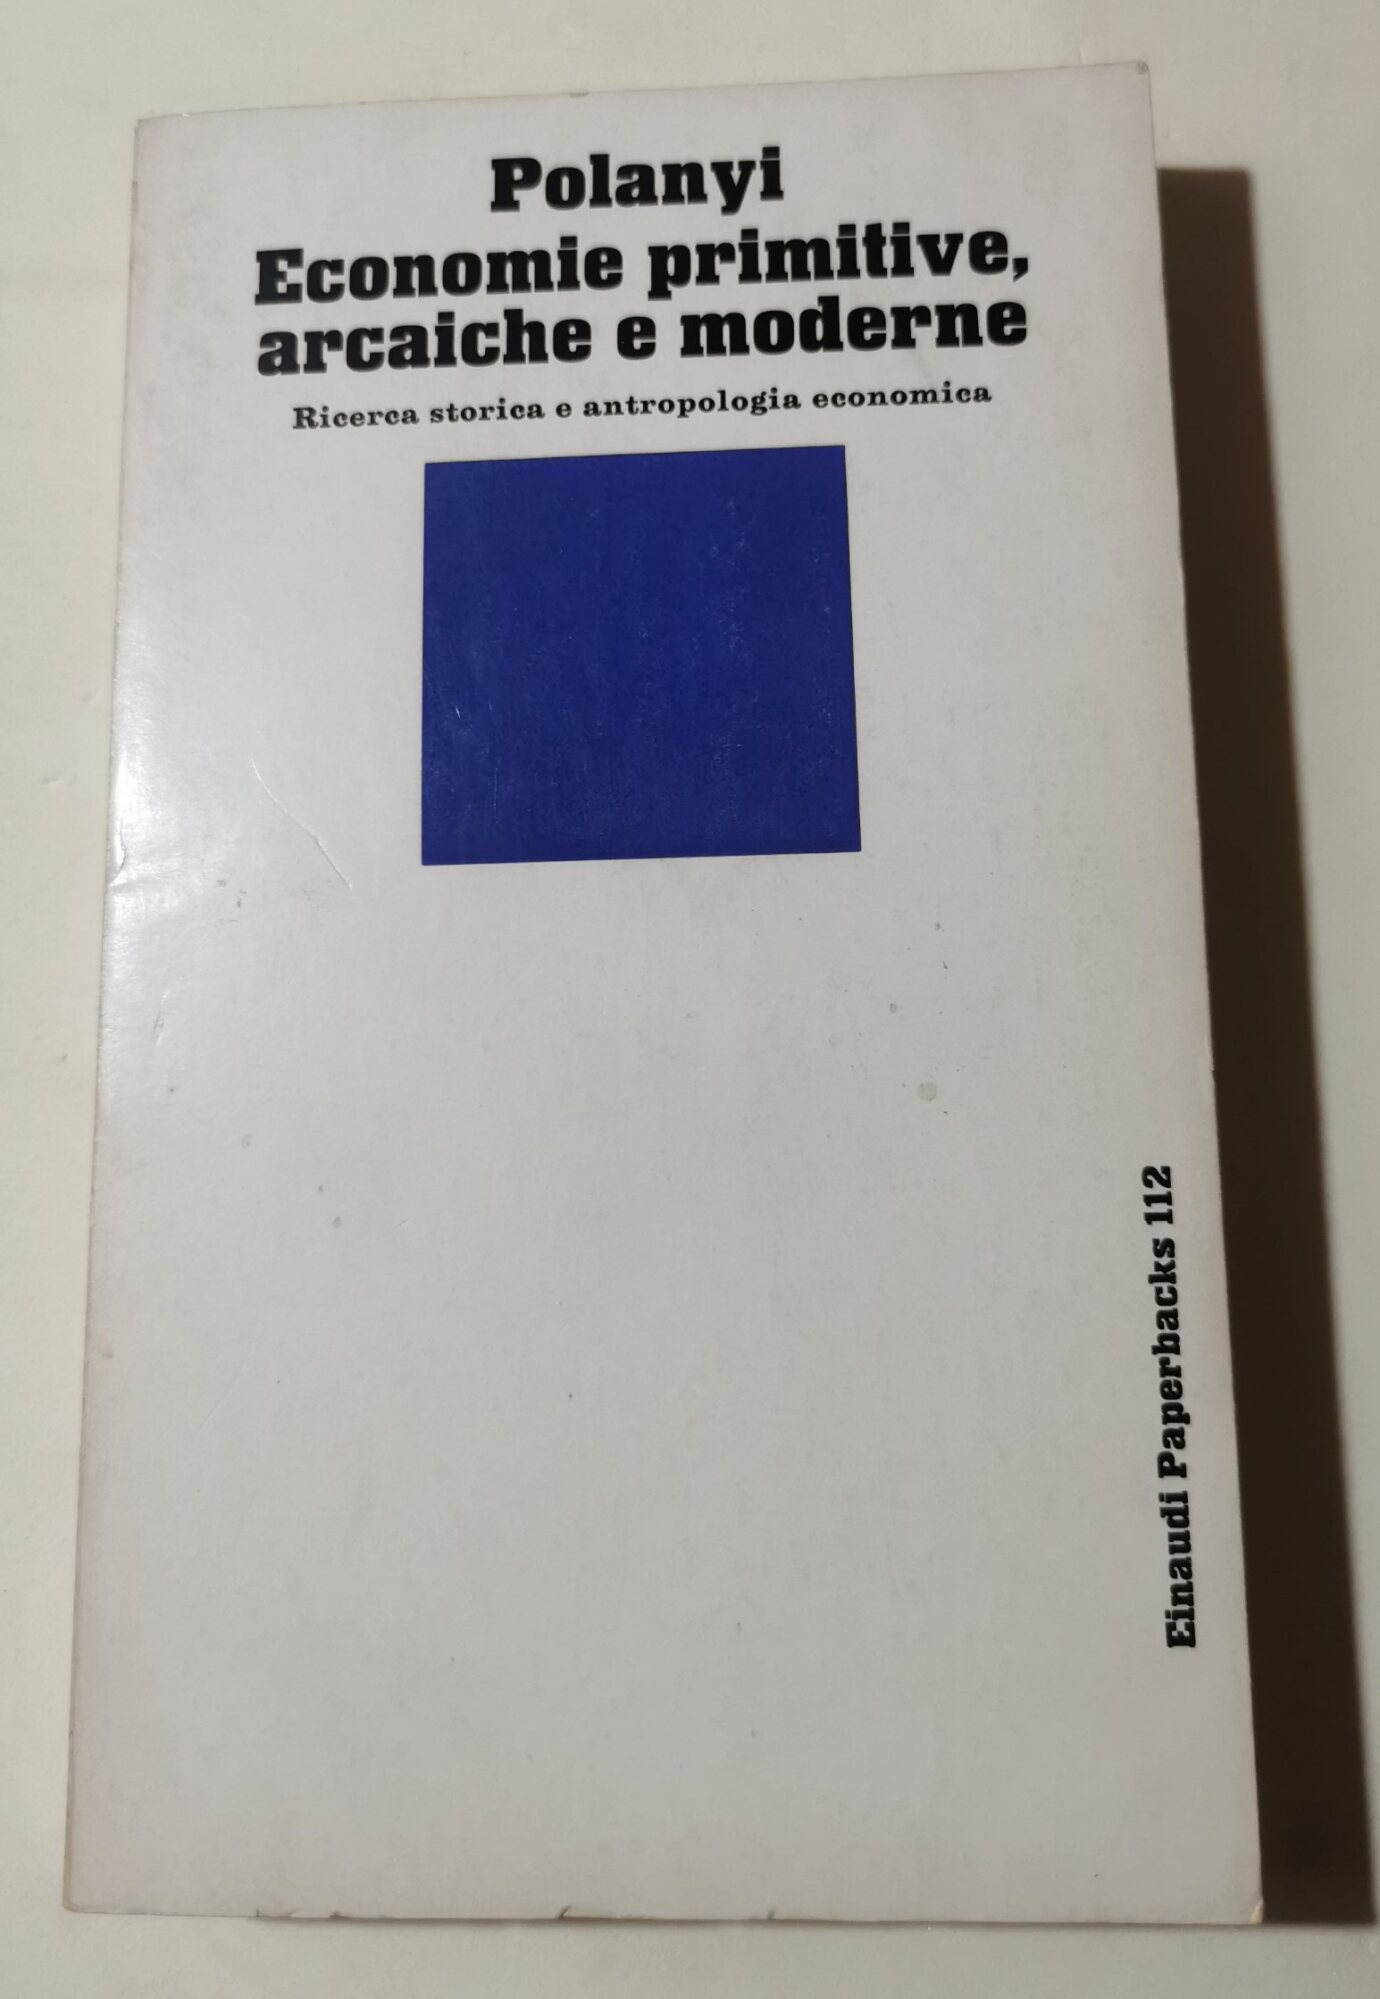 Polanyi
Economie primitive,
arcaiche e moderne
Ricerca storica e antropologia economica
Einaudi Paperbacks 112